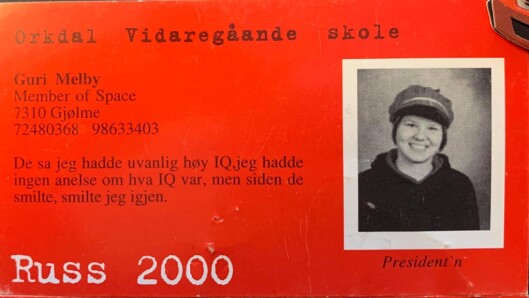 Orkdal Vidaregåande skole
Guri Melby
Member of Space
7310 Gjølme
72480368 98633403
De sa jeg hadde uvanlig høy IQ,jeg hadde
ingen anelse om hva IQ var, men siden de
smilte, smilte jeg igjen.
President`n
Russ 2000